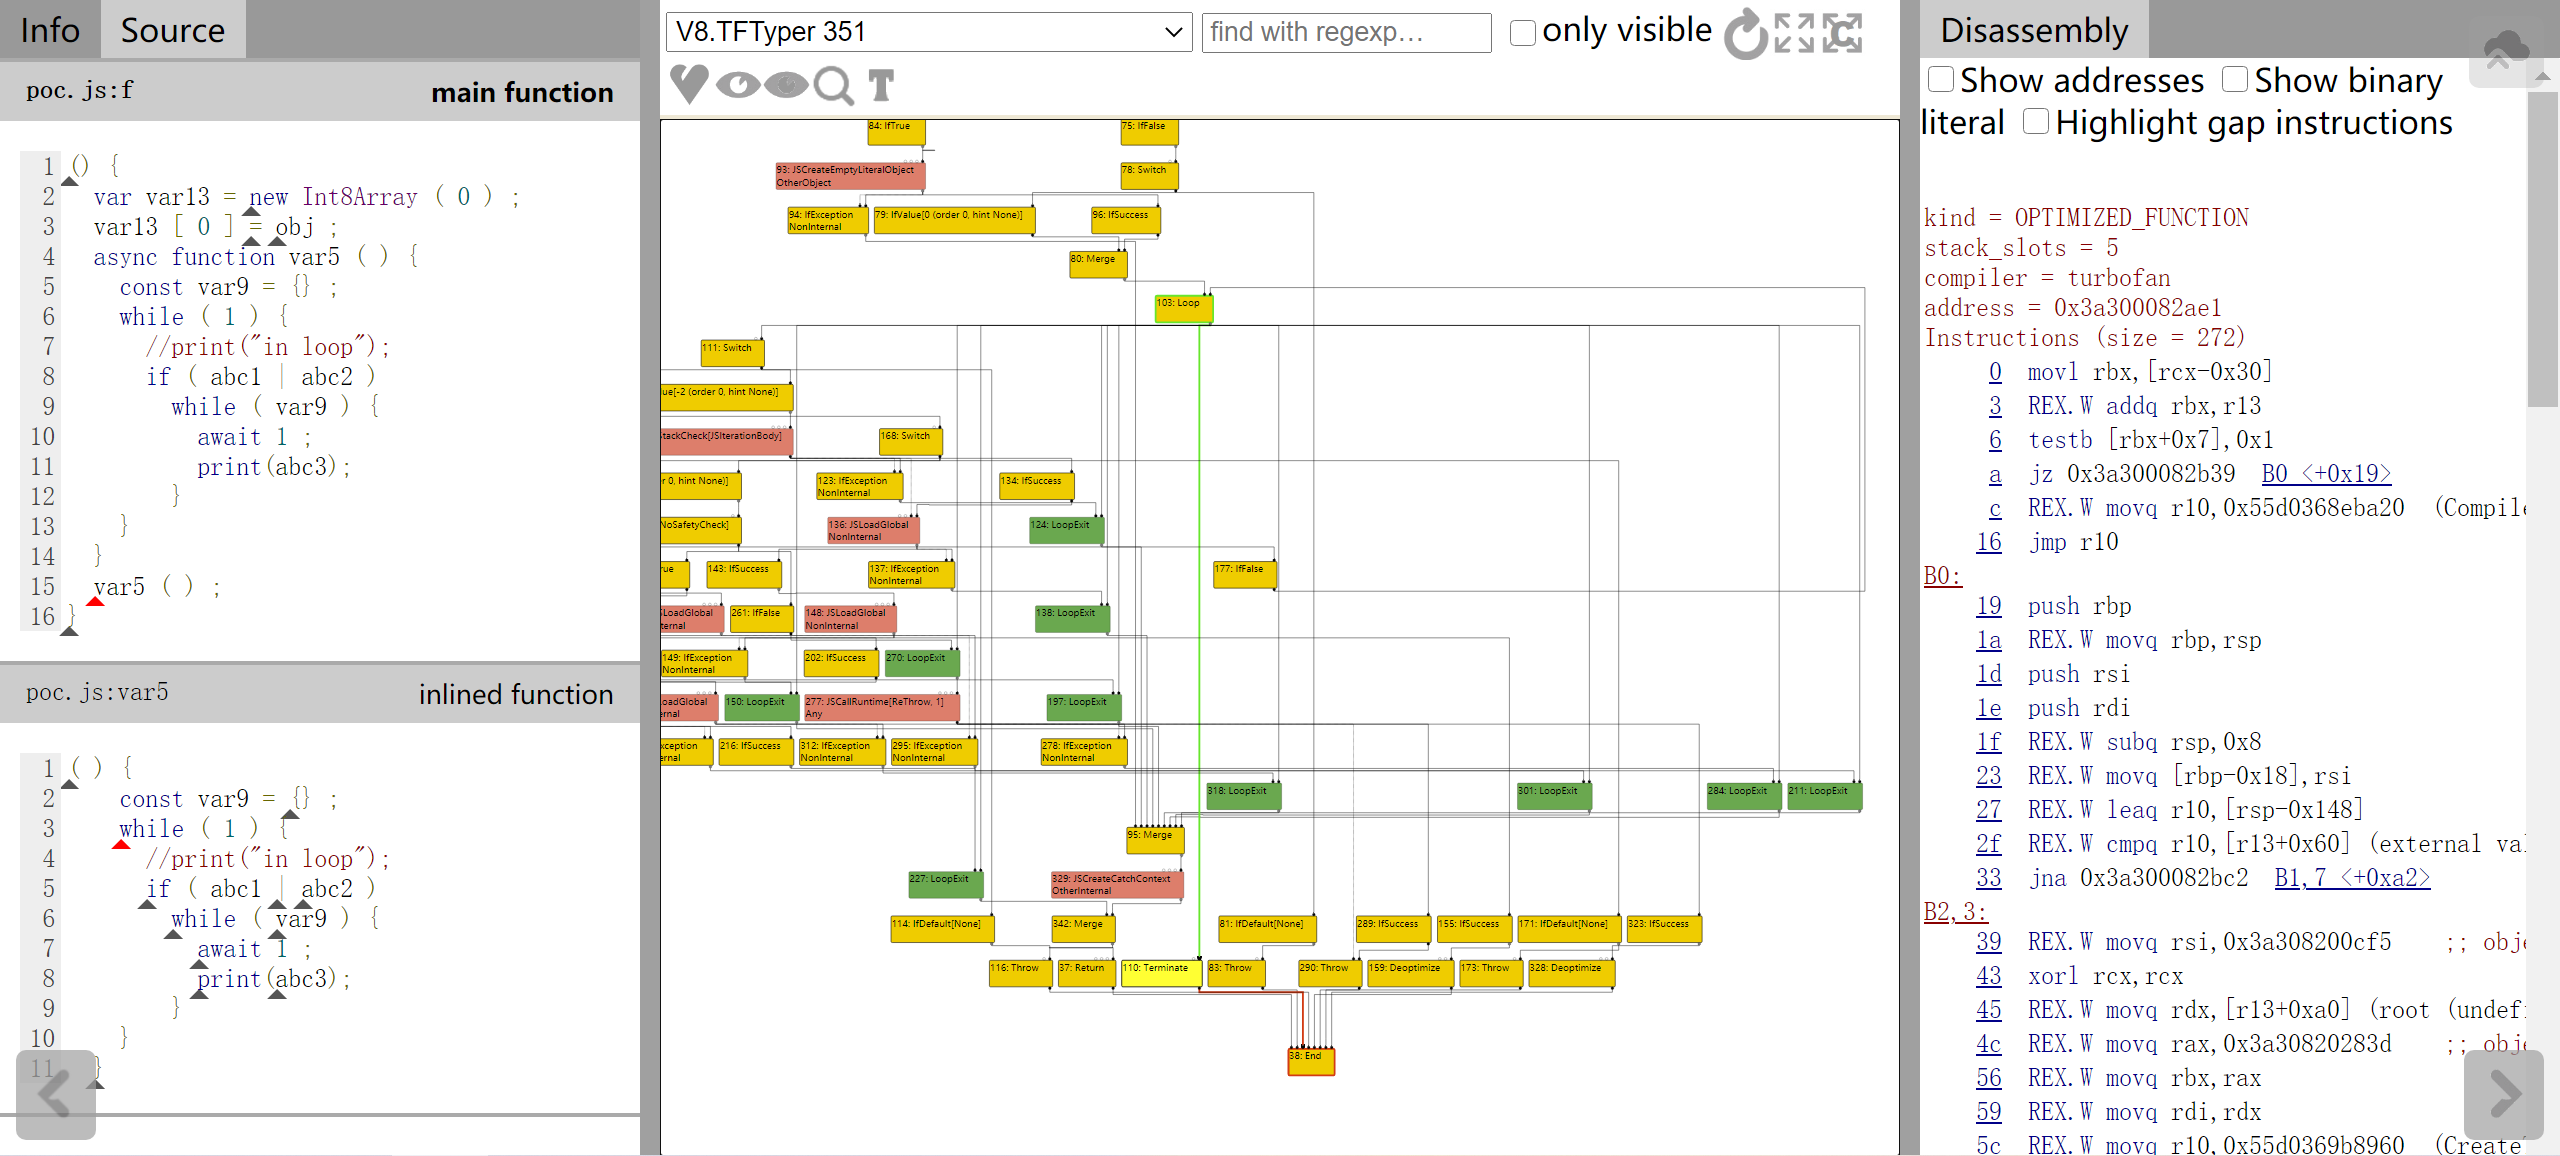 Info Source
poc.js:f main function
1 () {
2 var var13 = new Int8Array ( 0 ) ;
3 var13 [ 0 ] = obj ;
4 async function var5 ( ) {
5 const var9 = {} ;
6 while ( 1 ) {
7 //print("in loop");
8 if ( abc1 | abc2 )
9 while ( var9 ) {
10 await 1 ;
11 print(abc3);
12 }
13 }
14 }
15 var5 ( ) ;
16 }
poc.js:var5 inlined function
1 ( ) {
2 const var9 = {} ;
3 while ( 1 ) {
4 //print("in loop");
5 if ( abc1 | abc2 )
6 while ( var9 ) {
7 await 1 ;
8 print(abc3);
9 }
10 }
11 }
V8.TFTyper 351 find with regexp… only visible
T
84: IfTrue 75: IfFalse
93: JSCreateEmptyLiteralObject 78: Switch
OtherObject
94: IfException 79: IfValue[0 (order 0, hint None)] 96: IfSuccess
NonInternal
80: Merge
103: Loop
111: Switch
ue[-2 (order 0, hint None)]
StackCheck[JSIterationBody] 168: Switch
r 0, hint None)] 123: IfException 134: IfSuccess
NonInternal
NoSafetyCheck] 136: JSLoadGlobal 124: LoopExit
NonInternal
rue 143: IfSuccess 137: IfException 177: IfFalse
NonInternal
SLoadGlobal 261: IfFalse 148: JSLoadGlobal 138: LoopExit
ternal NonInternal
149: IfException 202: IfSuccess 270: LoopExit
NonInternal
LoadGlobal 150: LoopExit 277: JSCallRuntime[ReThrow, 1] 197: LoopExit
ernal Any
xception 216: IfSuccess 312: IfException 295: IfException 278: IfException
ernal NonInternal NonInternal NonInternal
318: LoopExit 301: LoopExit 284: LoopExit 211: LoopExit
95: Merge
227: LoopExit 329: JSCreateCatchContext
OtherInternal
114: IfDefault[None] 342: Merge 81: IfDefault[None] 289: IfSuccess 155: IfSuccess 171: IfDefault[None] 323: IfSuccess
116: Throw 37: Return 110: Terminate 83: Throw 290: Throw 159: Deoptimize 173: Throw 328: Deoptimize
38: End
Disassembly
Show addresses Show binary
literal Highlight gap instructions
kind = OPTIMIZED_FUNCTION
stack_slots = 5
compiler = turbofan
address = 0x3a300082ae1
Instructions (size = 272)
0 movl rbx,[rcx-0x30]
3 REX.W addq rbx,r13
6 testb [rbx+0x7],0x1
a jz 0x3a300082b39 B0 <+0x19>
c REX.W movq r10,0x55d0368eba20 (Compile
16 jmp r10
B0:
19 push rbp
1a REX.W movq rbp,rsp
1d push rsi
1e push rdi
1f REX.W subq rsp,0x8
23 REX.W movq [rbp-0x18],rsi
27 REX.W leaq r10,[rsp-0x148]
2f REX.W cmpq r10,[r13+0x60] (external va
33 jna 0x3a300082bc2 B1,7 <+0xa2>
B2,3:
39 REX.W movq rsi,0x3a308200cf5 ;; obje
43 xorl rcx,rcx
45 REX.W movq rdx,[r13+0xa0] (root (undef
4c REX.W movq rax,0x3a30820283d ;; obje
56 REX.W movq rbx,rax
59 REX.W movq rdi,rdx
5c REX.W movq r10,0x55d0369b8960 (Create